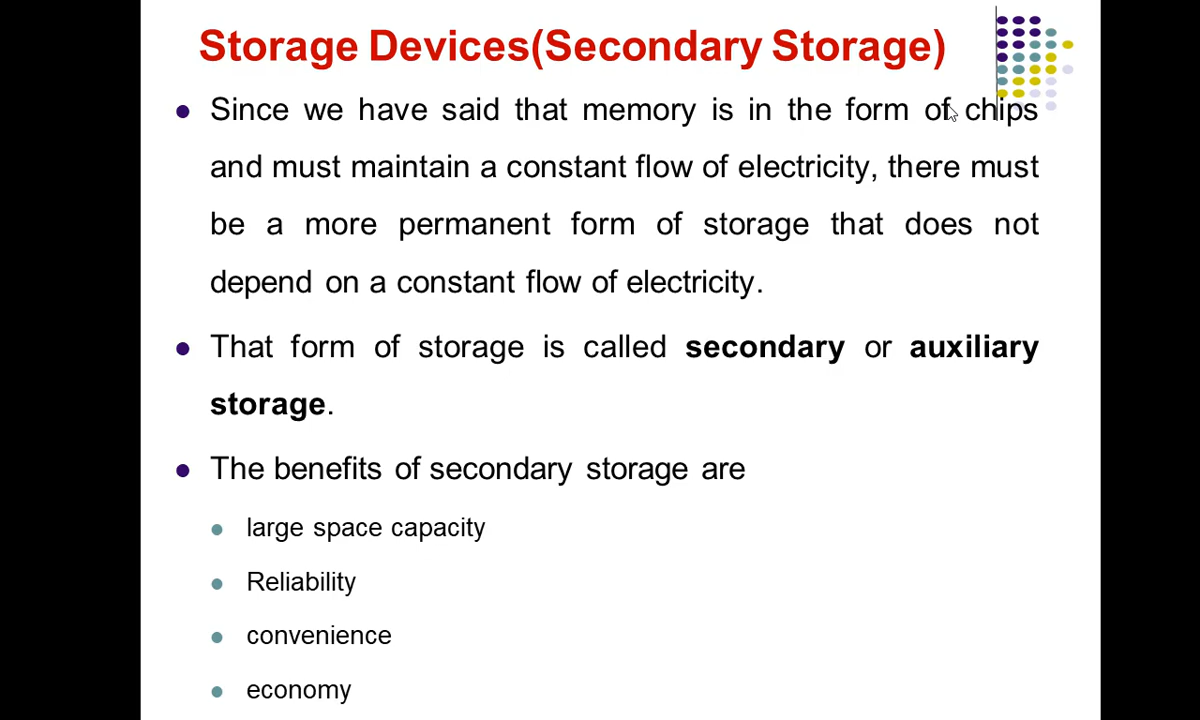 Storage Devices(Secondary Storage)
Since we have said that memory is in the form of chips
and must maintain a constant flow of electricity, there must
be a more permanent form of storage that does not
depend on a constant flow of electricity.
That form of storage is called secondary or auxiliary
storage.
The benefits of secondary storage are
large space capacity
Reliability
convenience
economy